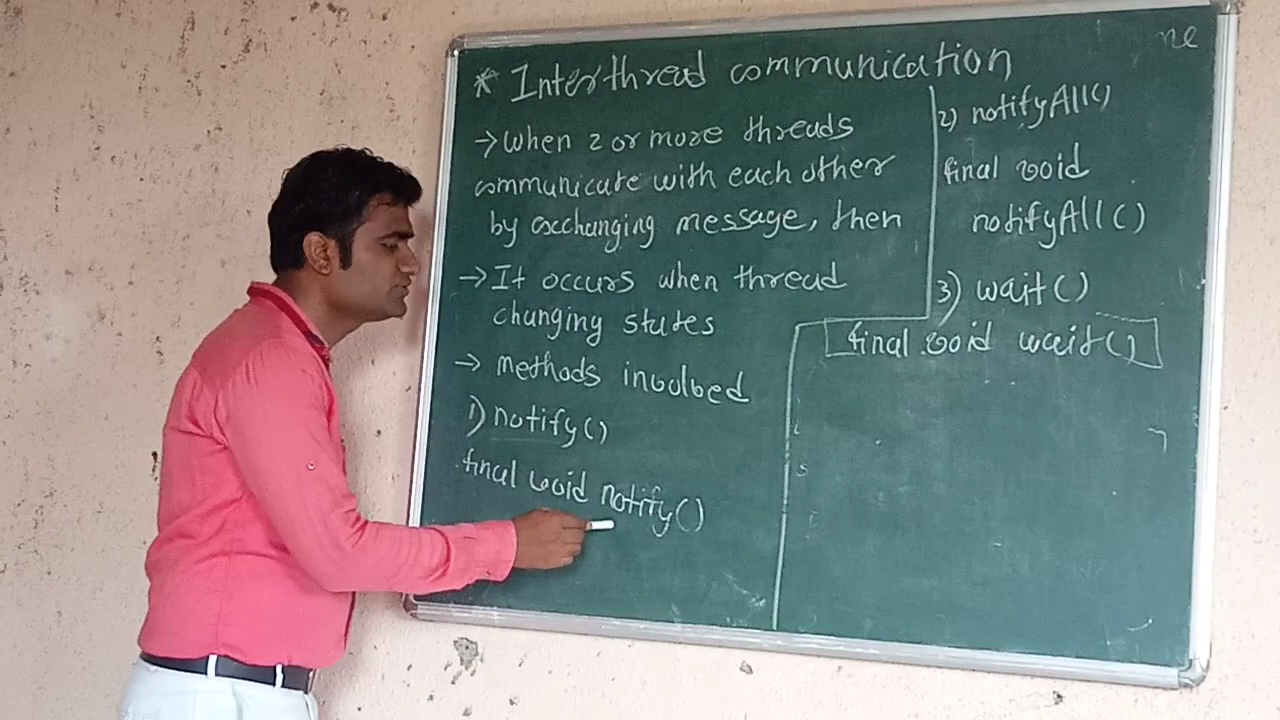 * Interthread communication
→ When 2 or more threads
communicate with each other
by exchanging message, then
→ It occurs when thread
changing states
→ methods involved
1) notify()
final void notify()
2) notifyAll()
final void
notifyAll()
3) wait()
final void wait()
ne